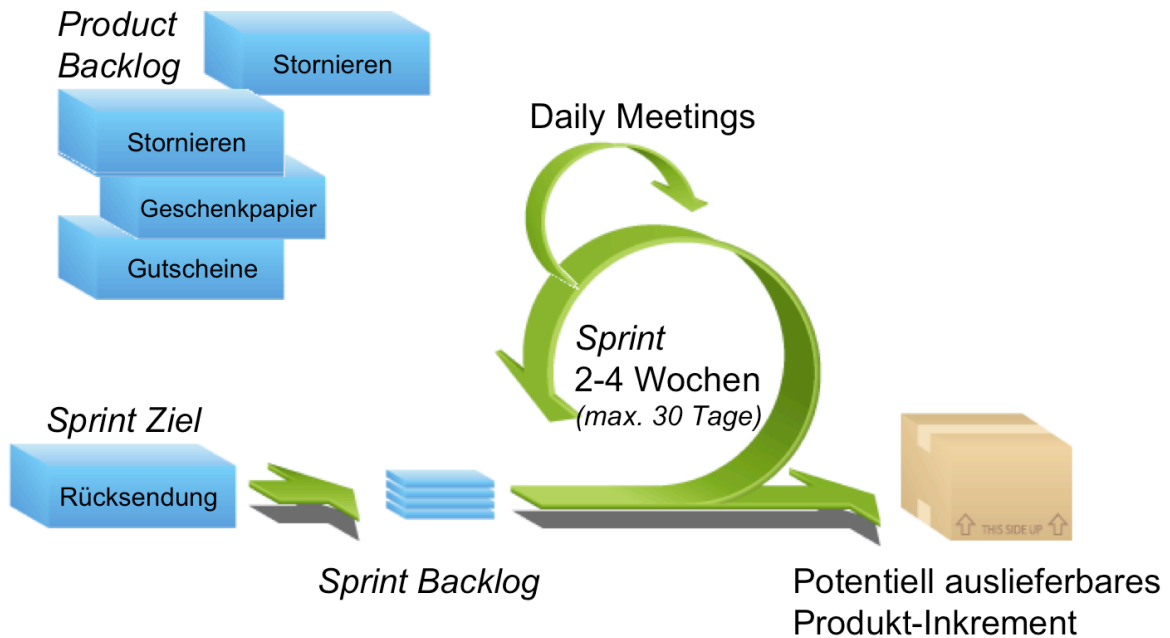 Product
Backlog
Stornieren
Stornieren
Geschenkpapier
Gutscheine
Daily Meetings
Sprint
2-4 Wochen
(max. 30 Tage)
Sprint Ziel
Rücksendung
Sprint Backlog
THIS SIDE UP
Potentiell auslieferbares
Produkt-Inkrement